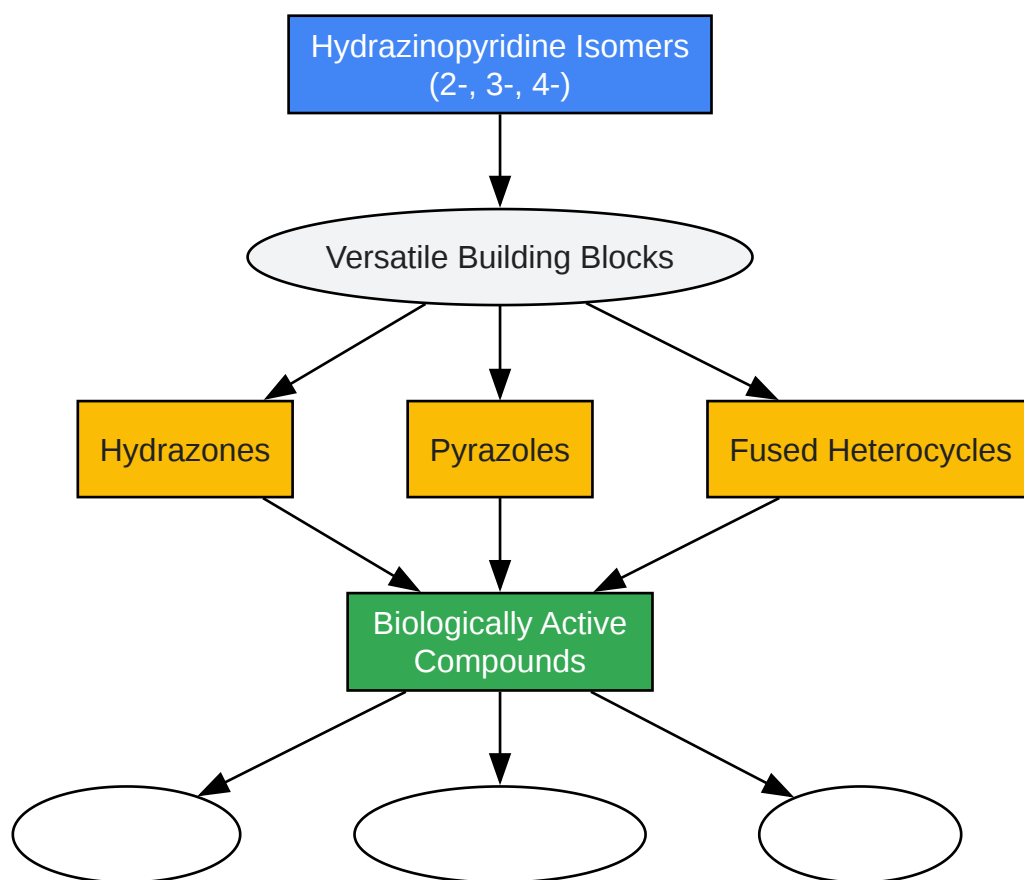 Hydrazinopyridine Isomers
(2-, 3-, 4-)
Versatile Building Blocks
Hydrazones
Pyrazoles
Fused Heterocycles
Biologically Active
Compounds